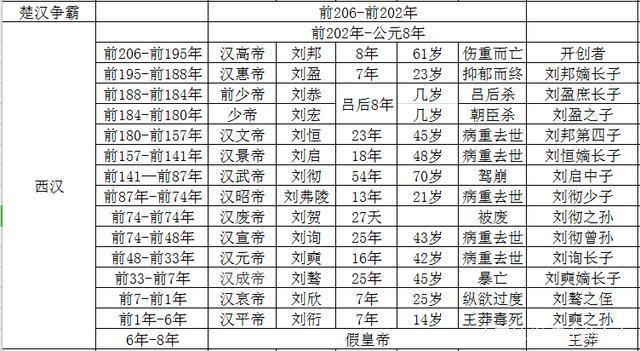 楚汉争霸 前206-前202年
前202年-公元8年
前206-前195年 汉高帝 刘邦 8年 61岁 伤重而亡 开创者
前195-前188年 汉惠帝 刘盈 7年 23岁 抑郁而终 刘邦嫡长子
前188-前184年 前少帝 刘恭 吕后8年 几岁 吕后杀 刘盈庶长子
前184-前180年 少帝 刘宏 几岁 朝臣杀 刘盈之子
前180-前157年 汉文帝 刘恒 23年 45岁 病重去世 刘邦第四子
前157-前141年 汉景帝 刘启 18年 48岁 病重去世 刘恒嫡长子
西汉 前141—前87年 汉武帝 刘彻 54年 70岁 驾崩 刘启中子
前87年-前74年 汉昭帝 刘弗陵 13年 21岁 病重去世 刘彻少子
前74-前74年 汉废帝 刘贺 27天 被废 刘彻之孙
前74-前48年 汉宣帝 刘询 25年 43岁 病重去世 刘彻曾孙
前48-前33年 汉元帝 刘奭 16年 42岁 病重去世 刘询长子
前33-前7年 汉成帝 刘骜 25年 45岁 暴亡 刘奭嫡长子
前7-前1年 汉哀帝 刘欣 7年 25岁 纵欲过度 刘骜之侄
前1年-6年 汉平帝 刘衎 7年 14岁 王莽毒死 刘奭之孙
6年-8年 假皇帝 王莽